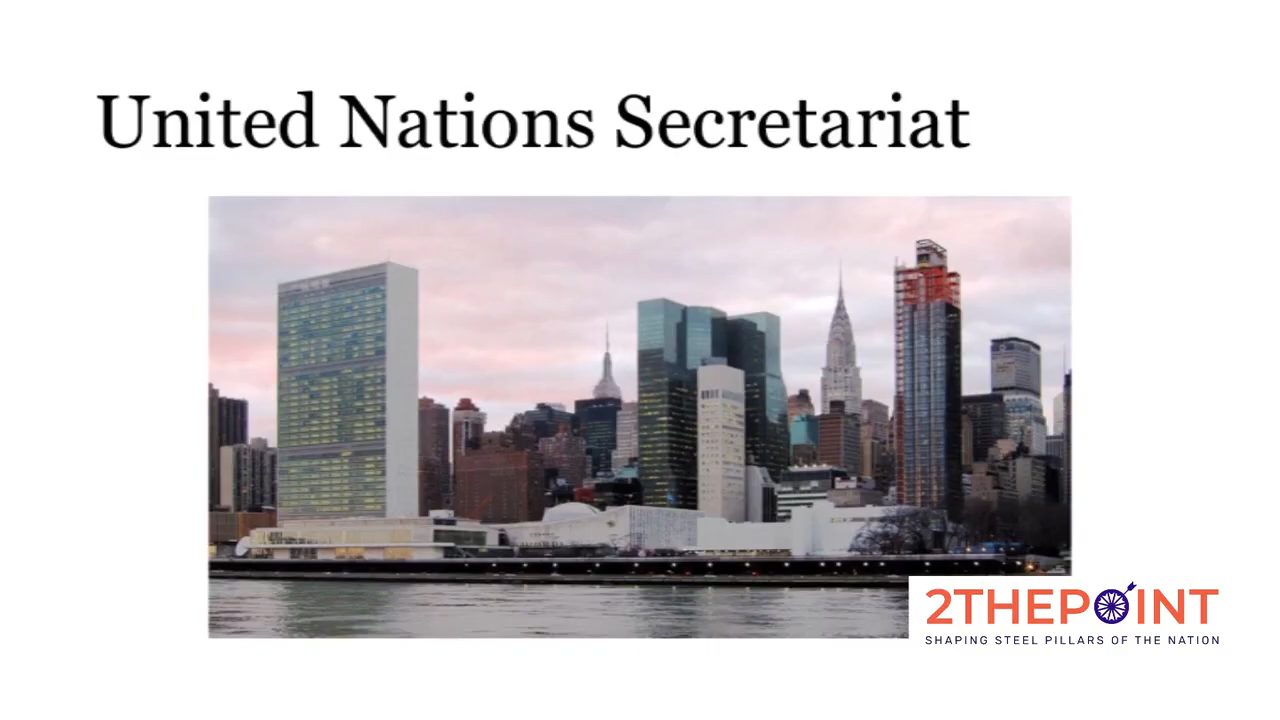 United Nations Secretariat
2THEPOINT
SHAPING STEEL PILLARS OF THE NATION